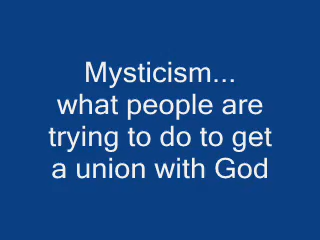 Mysticism...
what people are
trying to do to get
a union with God